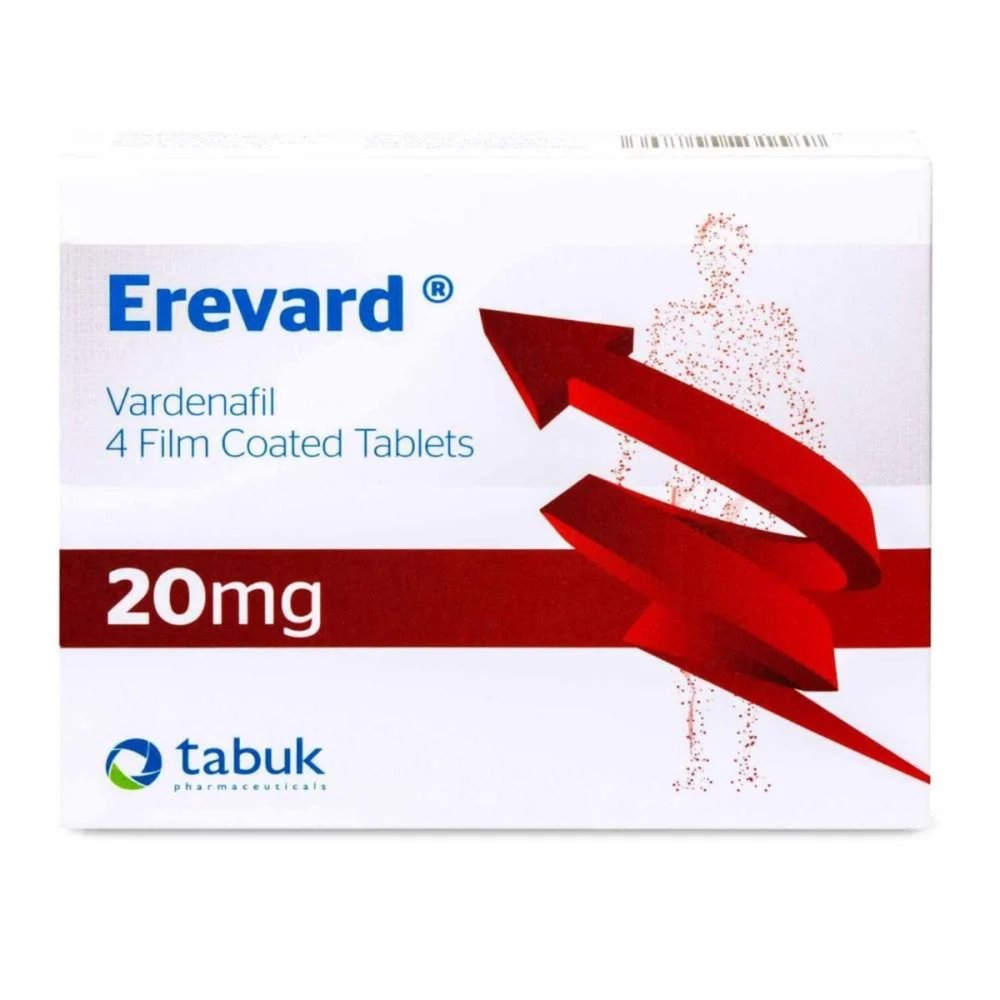 Erevard ®
Vardenafil
4 Film Coated Tablets
20mg
tabuk
pharmaceuticals